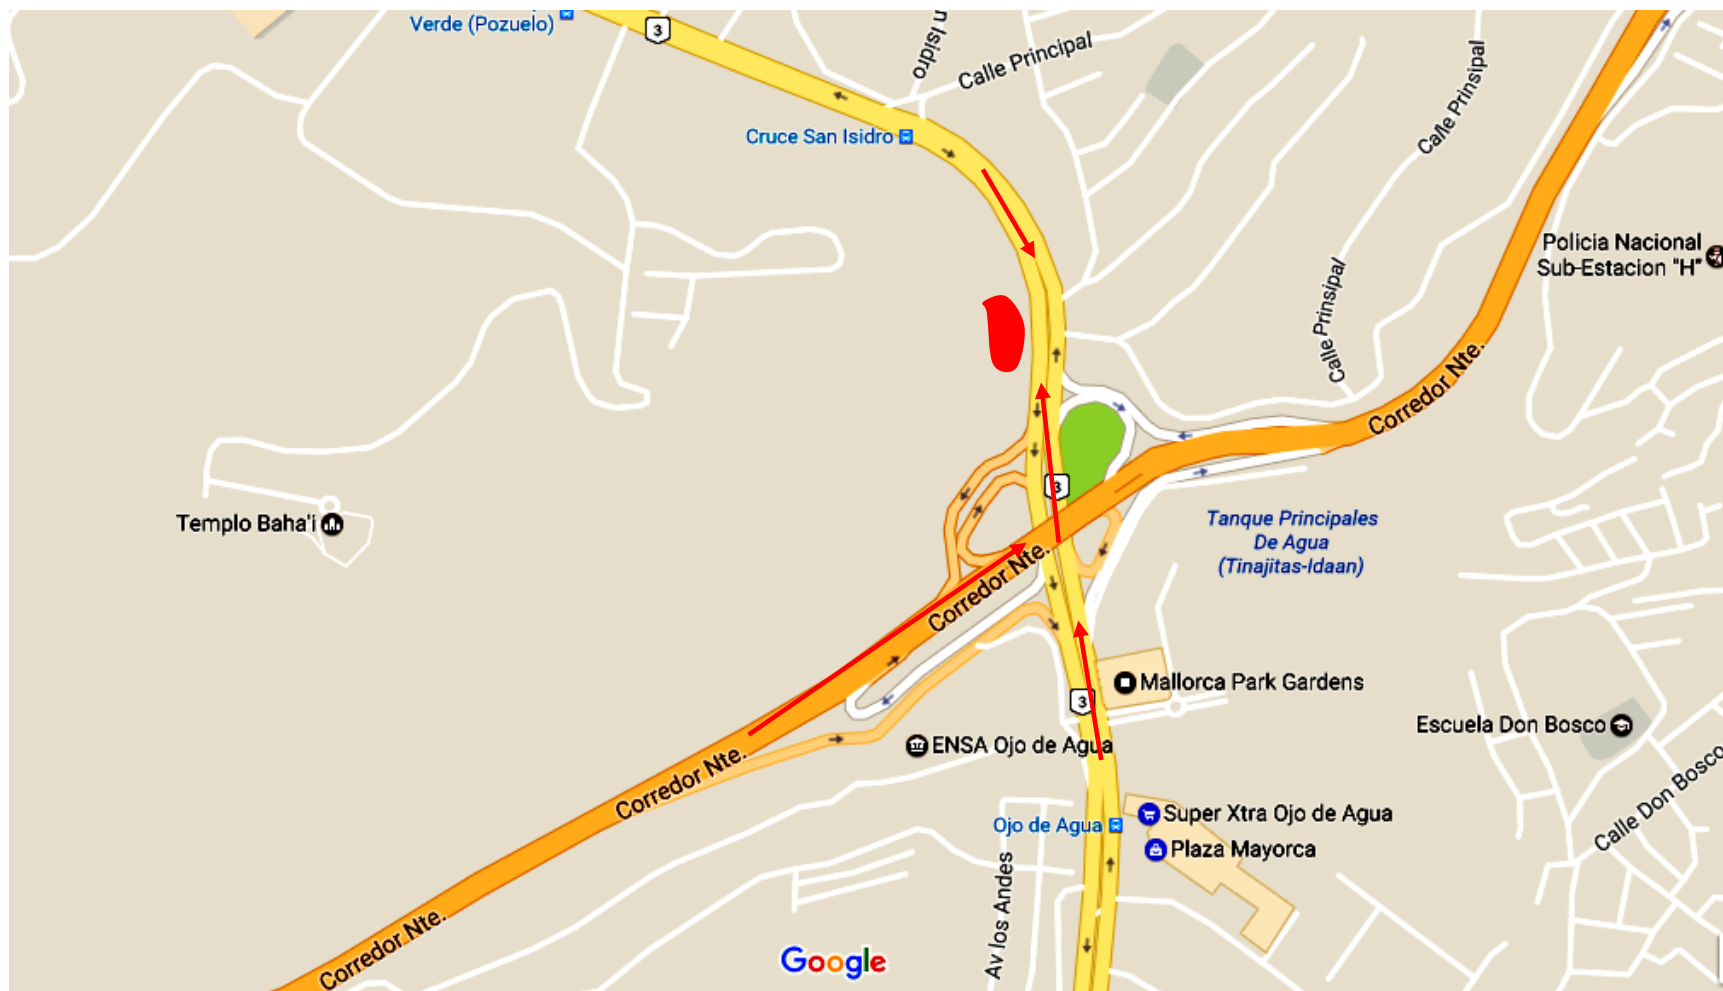 Verde (Pozuelo)
3
n Isidro
Calle Principal
Calle Prinsipal
Cruce San Isidro
Policia Nacional
Sub-Estacion "H"
Calle Prinsipal
Corredor Nte.
3
Templo Baha'i
Tanque Principales
De Agua
(Tinajitas-Idaan)
Corredor Nte.
Mallorca Park Gardens
3
Escuela Don Bosco
ENSA Ojo de Agua
Corredor Nte.
Calle Don Bosco
Super Xtra Ojo de Agua
Ojo de Agua
Plaza Mayorca
Av los Andes
Corredor Nte.
Google